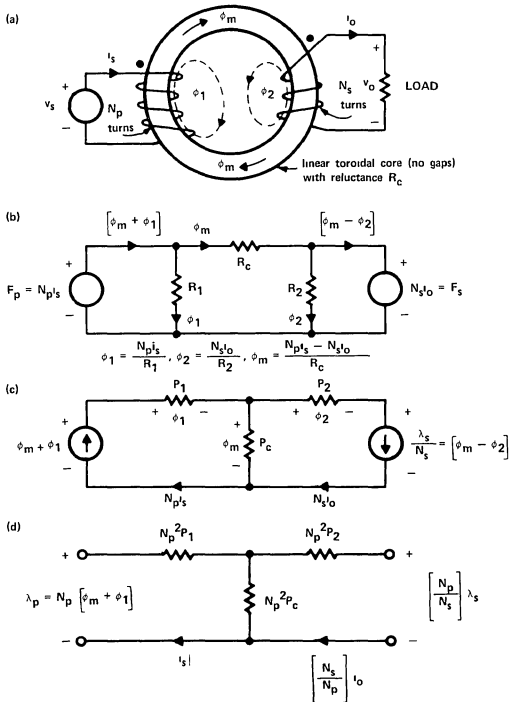 (a)
ϕm
io
is
+
+
ϕ1
ϕ2
Ns
turns
vo
LOAD
vs
Np
turns
−
−
ϕm
linear toroidal core (no gaps)
with reluctance Rc
(b)
[ϕm + ϕ1]
ϕm
[ϕm − ϕ2]
+
Rc
+
Fp = Npis
R1
R2
Nsio = Fs
−
ϕ1
ϕ2
−
ϕ1 = Npis/R1 , ϕ2 = Nsio/R2 , ϕm = Npis − Nsio/Rc
(c)
P1
P2
+
+ ϕ1 −
+ ϕ2 −
+
ϕm + ϕ1
+
ϕm
−
Pc
λs/Ns = [ϕm − ϕ2]
−
−
Npis
Nsio
(d)
Np²P1
Np²P2
+
+
λp = Np [ϕm + ϕ1]
Np²Pc
[Np/Ns] λs
−
−
is
[Ns/Np] io